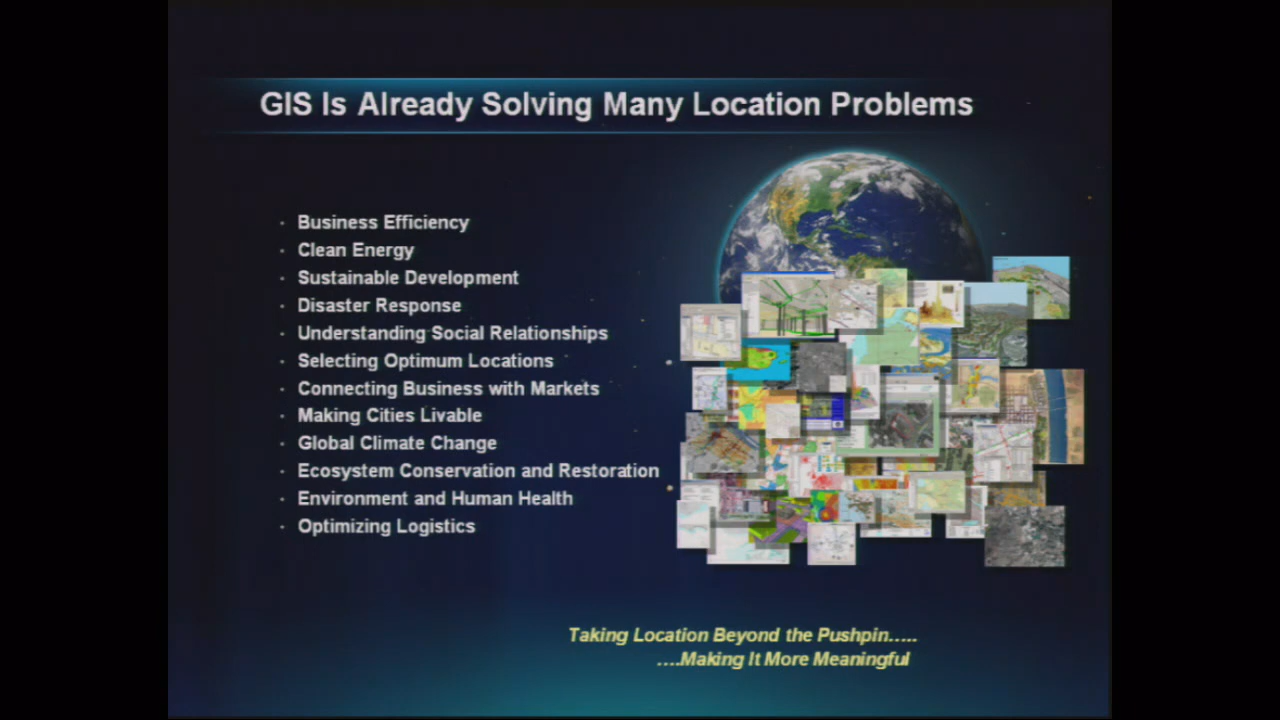 GIS Is Already Solving Many Location Problems
· Business Efficiency
· Clean Energy
· Sustainable Development
· Disaster Response
· Understanding Social Relationships
· Selecting Optimum Locations
· Connecting Business with Markets
· Making Cities Livable
· Global Climate Change
· Ecosystem Conservation and Restoration
· Environment and Human Health
· Optimizing Logistics
Taking Location Beyond the Pushpin.....
....Making It More Meaningful